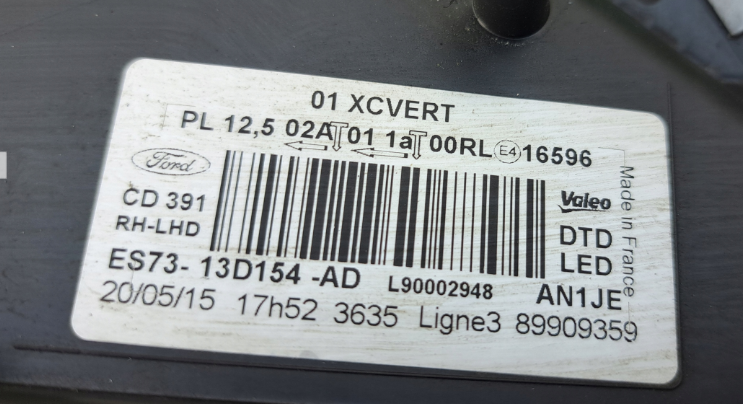 01 XCVERT
PL 12,5 02A 01 1a 00RL E4 16596
Ford
CD 391
RH-LHD
Valeo
DTD
LED
Made in France
ES73- 13D154 -AD L90002948 AN1JE
20/05/15 17h52 3635 Ligne3 89909359